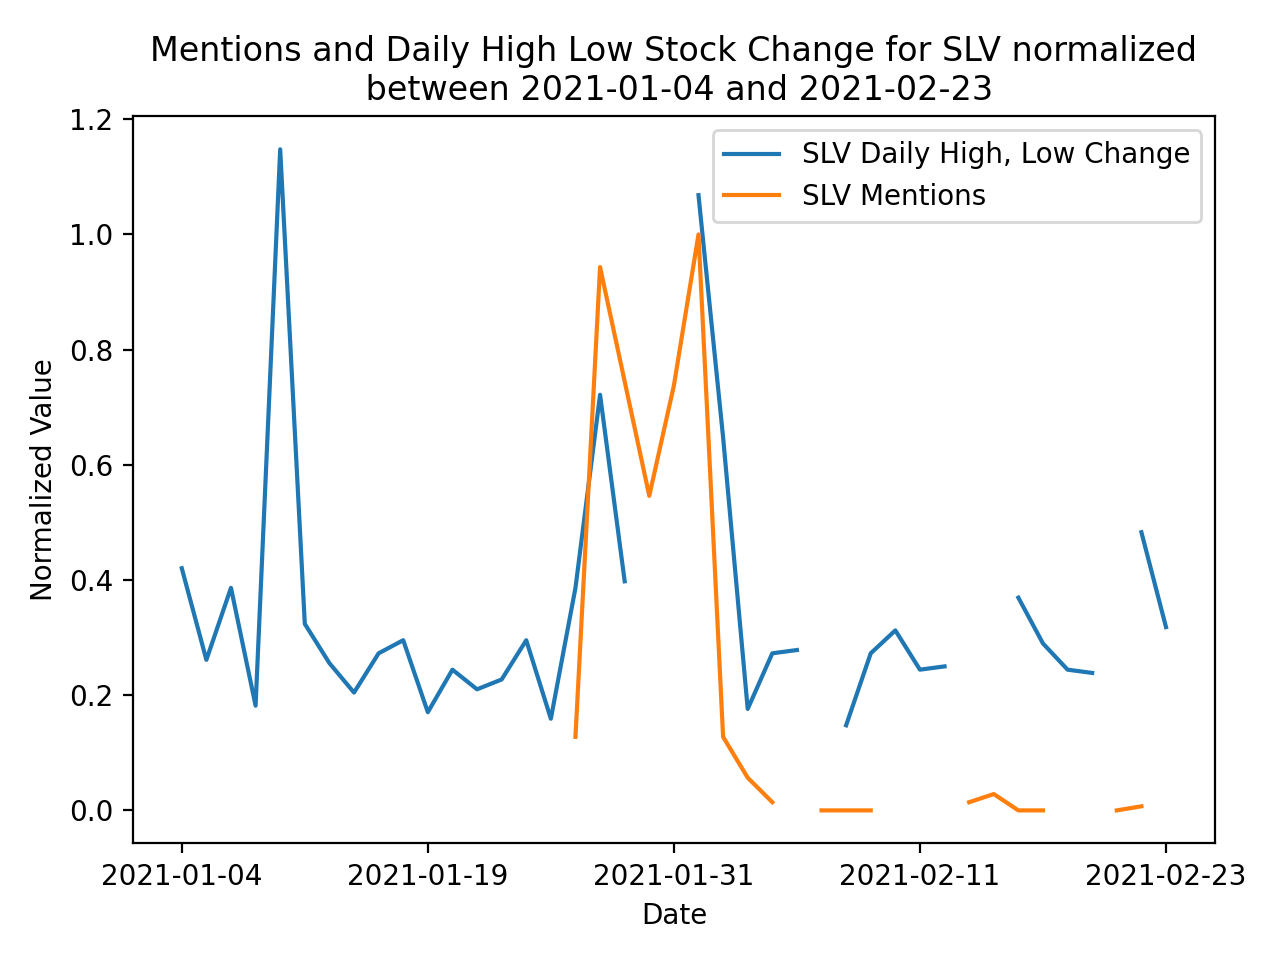 Mentions and Daily High Low Stock Change for SLV normalized
between 2021-01-04 and 2021-02-23
SLV Daily High, Low Change
SLV Mentions
Normalized Value
1.2
1.0
0.8
0.6
0.4
0.2
0.0
2021-01-04 2021-01-19 2021-01-31 2021-02-11 2021-02-23
Date